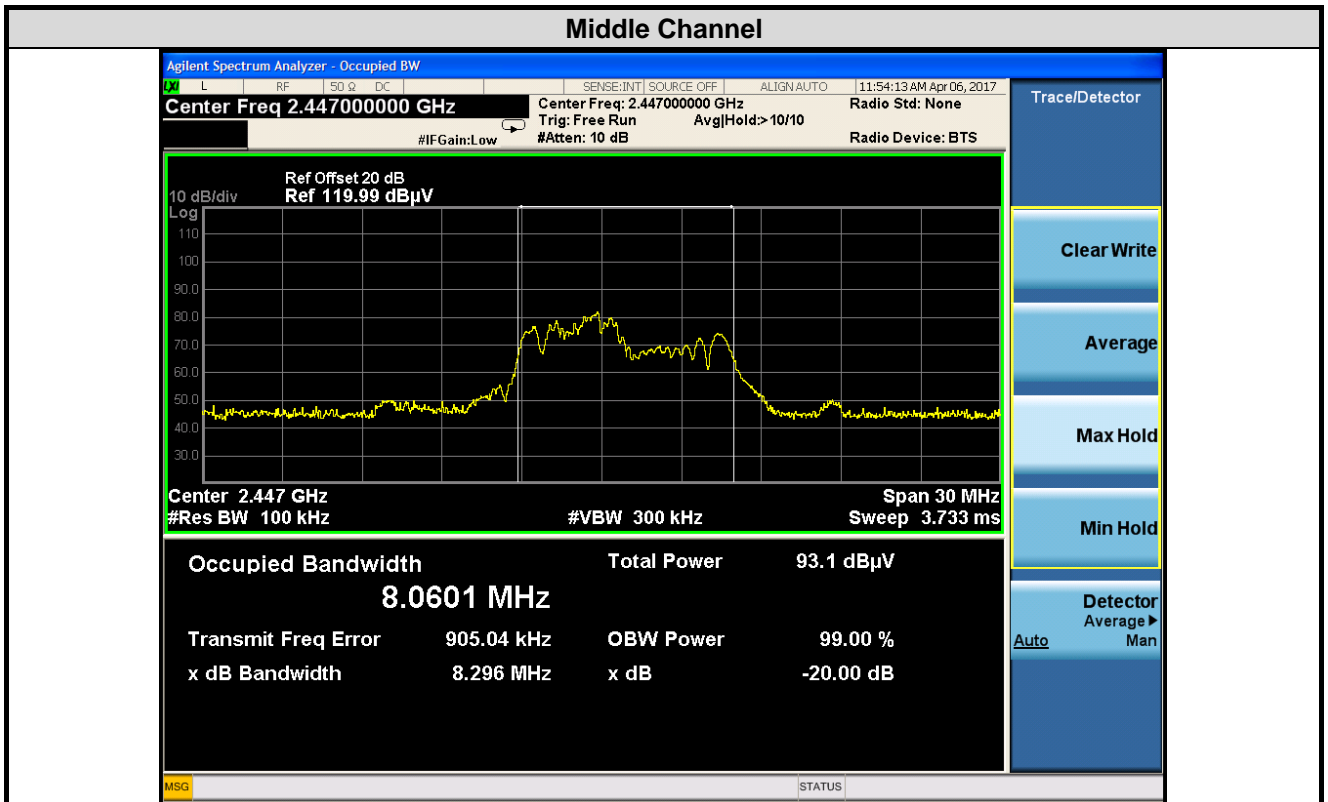 Middle Channel
Agilent Spectrum Analyzer - Occupied BW
LXI L RF 50 Ω DC SENSE:INT SOURCE OFF ALIGN AUTO 11:54:13 AM Apr 06, 2017
Center Freq 2.447000000 GHz
Center Freq: 2.447000000 GHz Radio Std: None
Trig: Free Run Avg|Hold:>10/10
#IFGain:Low #Atten: 10 dB Radio Device: BTS
Trace/Detector
Ref Offset 20 dB
10 dB/div Ref 119.99 dBµV
Log
110
100
90.0
80.0
70.0
60.0
50.0
40.0
30.0
Center 2.447 GHz Span 30 MHz
#Res BW 100 kHz #VBW 300 kHz Sweep 3.733 ms
Occupied Bandwidth Total Power 93.1 dBµV
8.0601 MHz
Transmit Freq Error 905.04 kHz OBW Power 99.00 %
x dB Bandwidth 8.296 MHz x dB -20.00 dB
Clear Write
Average
Max Hold
Min Hold
Detector
Average▶
Auto Man
MSG STATUS